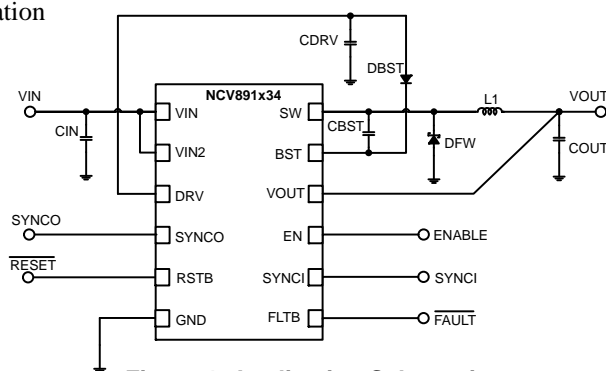 CDRV
DBST
NCV891x34
VIN
VIN
SW
L1
VOUT
CIN
CBST
DFW
COUT
VIN2
BST
DRV
VOUT
SYNCO
SYNCO
EN
ENABLE
RESET
RSTB
SYNCI
SYNCI
GND
FLTB
FAULT